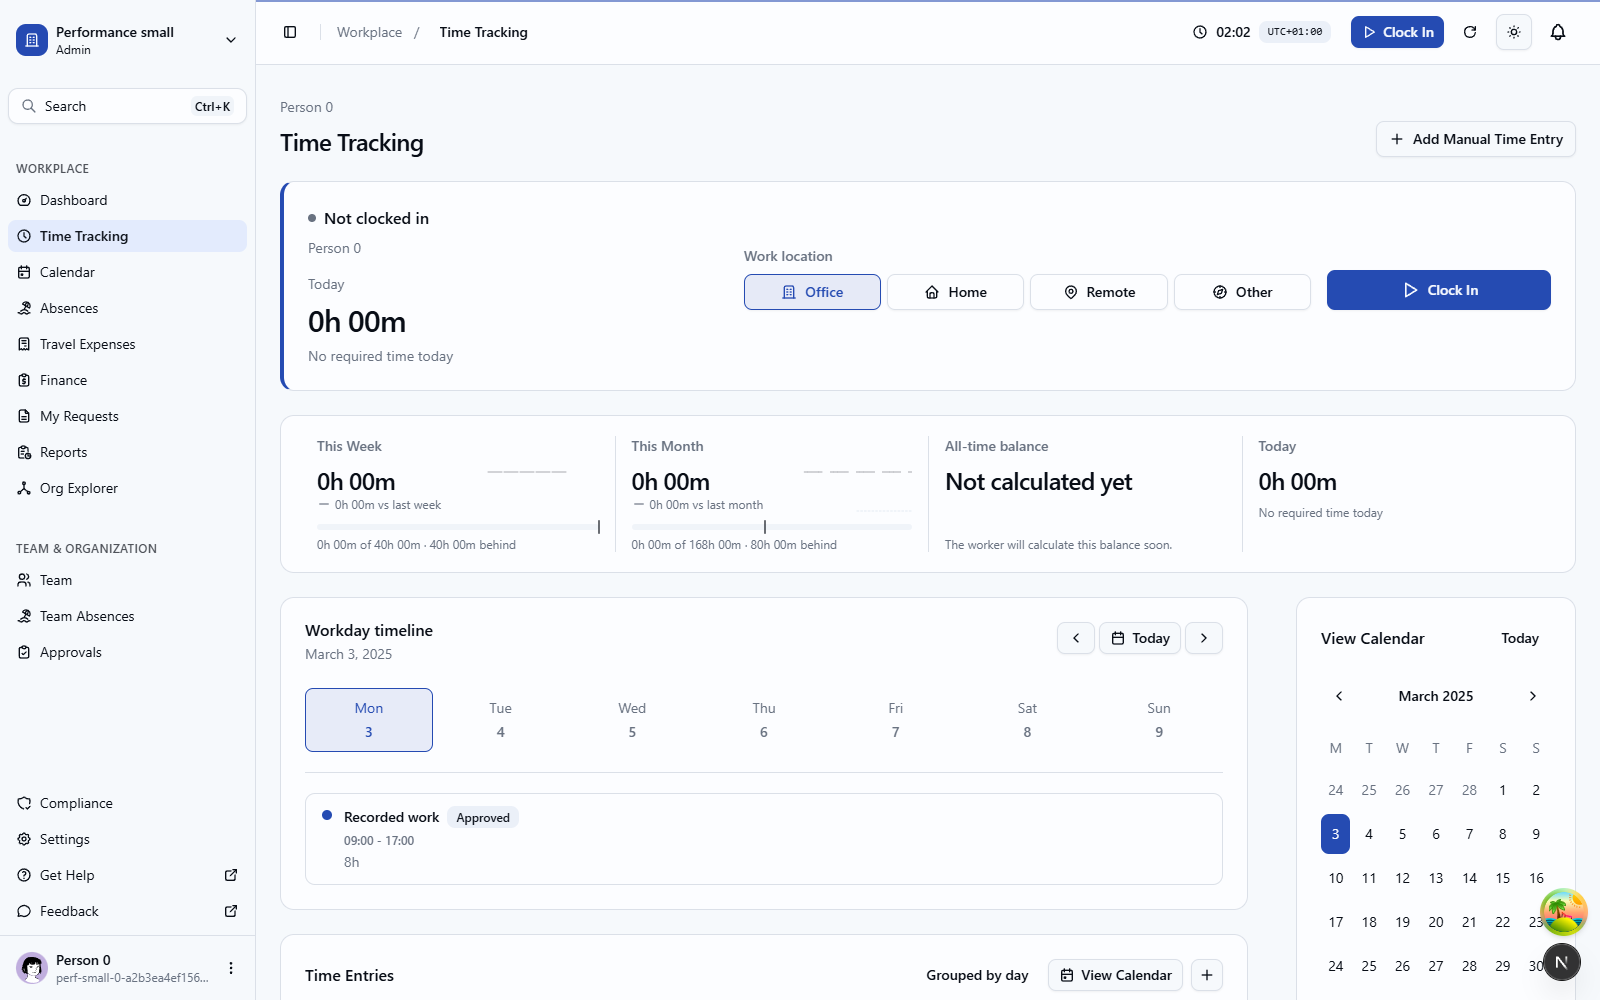 Performance small
Admin
Search
Ctrl+K
WORKPLACE
Dashboard
Time Tracking
Calendar
Absences
Travel Expenses
Finance
My Requests
Reports
Org Explorer
TEAM & ORGANIZATION
Team
Team Absences
Approvals
Compliance
Settings
Get Help
Feedback
Person 0
perf-small-0-a2b3ea4ef156...
Workplace / Time Tracking
02:02 UTC+01:00 Clock In
Person 0
Time Tracking
Add Manual Time Entry
Not clocked in
Person 0
Today
0h 00m
No required time today
Work location
Office Home Remote Other Clock In
This Week
0h 00m
0h 00m vs last week
0h 00m of 40h 00m · 40h 00m behind
This Month
0h 00m
0h 00m vs last month
0h 00m of 168h 00m · 80h 00m behind
All-time balance
Not calculated yet
The worker will calculate this balance soon.
Today
0h 00m
No required time today
Workday timeline
March 3, 2025
Today
Mon Tue Wed Thu Fri Sat Sun
3 4 5 6 7 8 9
Recorded work Approved
09:00 - 17:00
8h
Time Entries
Grouped by day View Calendar
View Calendar Today
March 2025
M T W T F S S
24 25 26 27 28 1 2
3 4 5 6 7 8 9
10 11 12 13 14 15 16
17 18 19 20 21 22 23
24 25 26 27 28 29 30
N